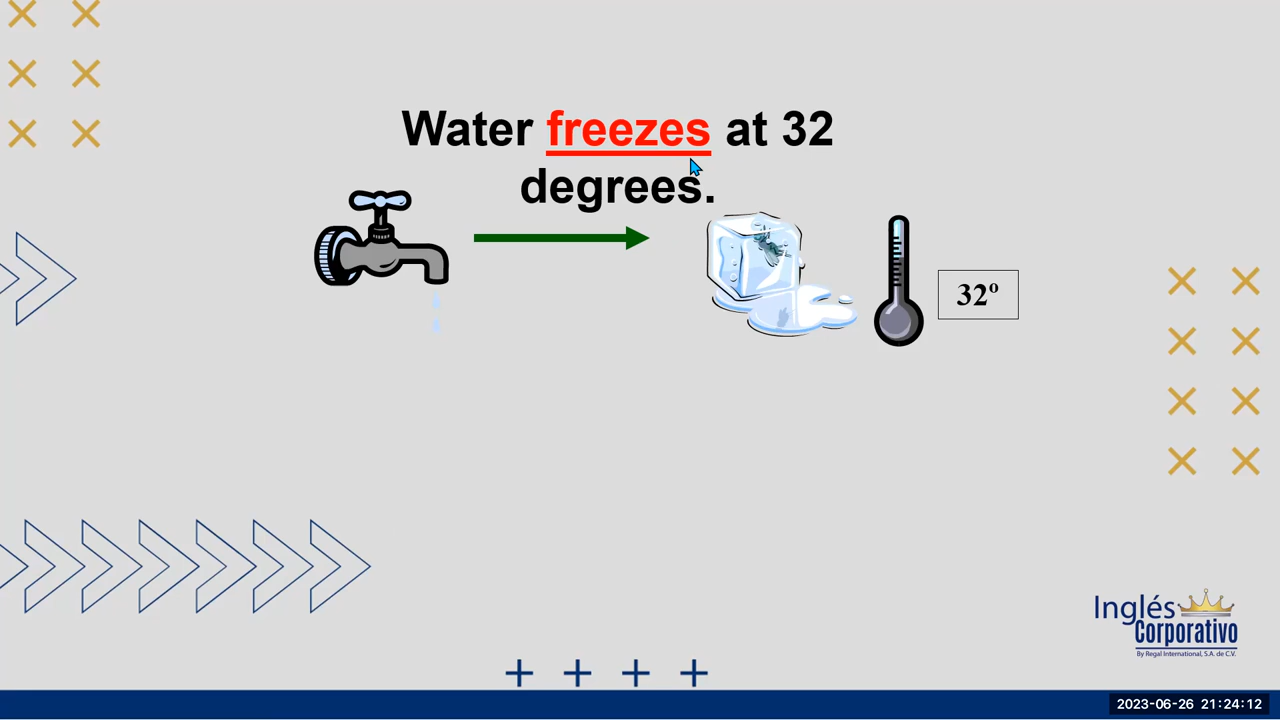 Water freezes at 32
degrees.
32º
Inglés
Corporativo
By Regal International, S.A. de C.V.
2023-06-26 21:24:12